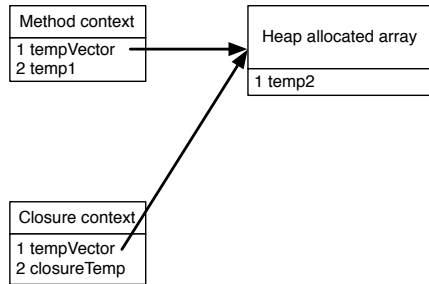 Method context
1 tempVector
2 temp1
Heap allocated array
1 temp2
Closure context
1 tempVector
2 closureTemp